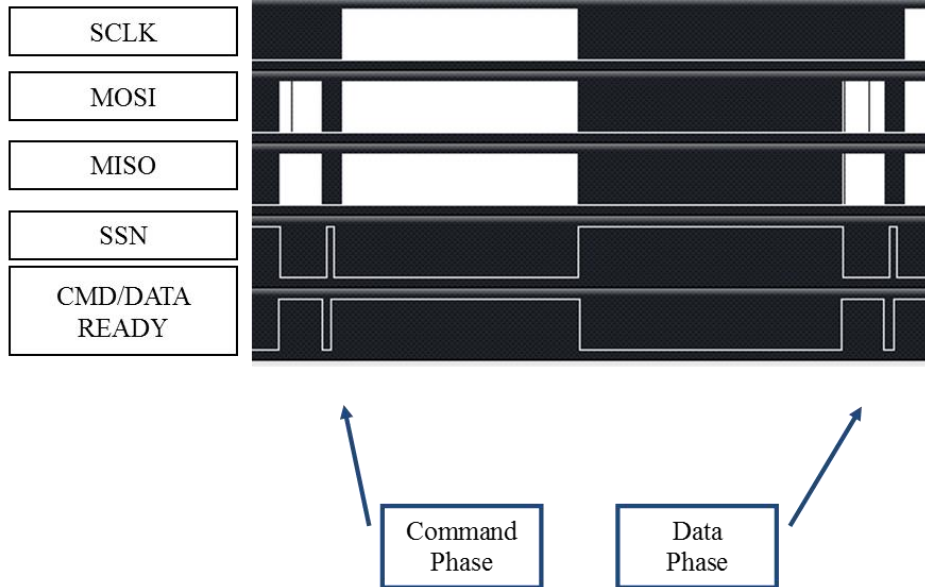 SCLK
MOSI
MISO
SSN
CMD/DATA
READY
Command
Phase
Data
Phase